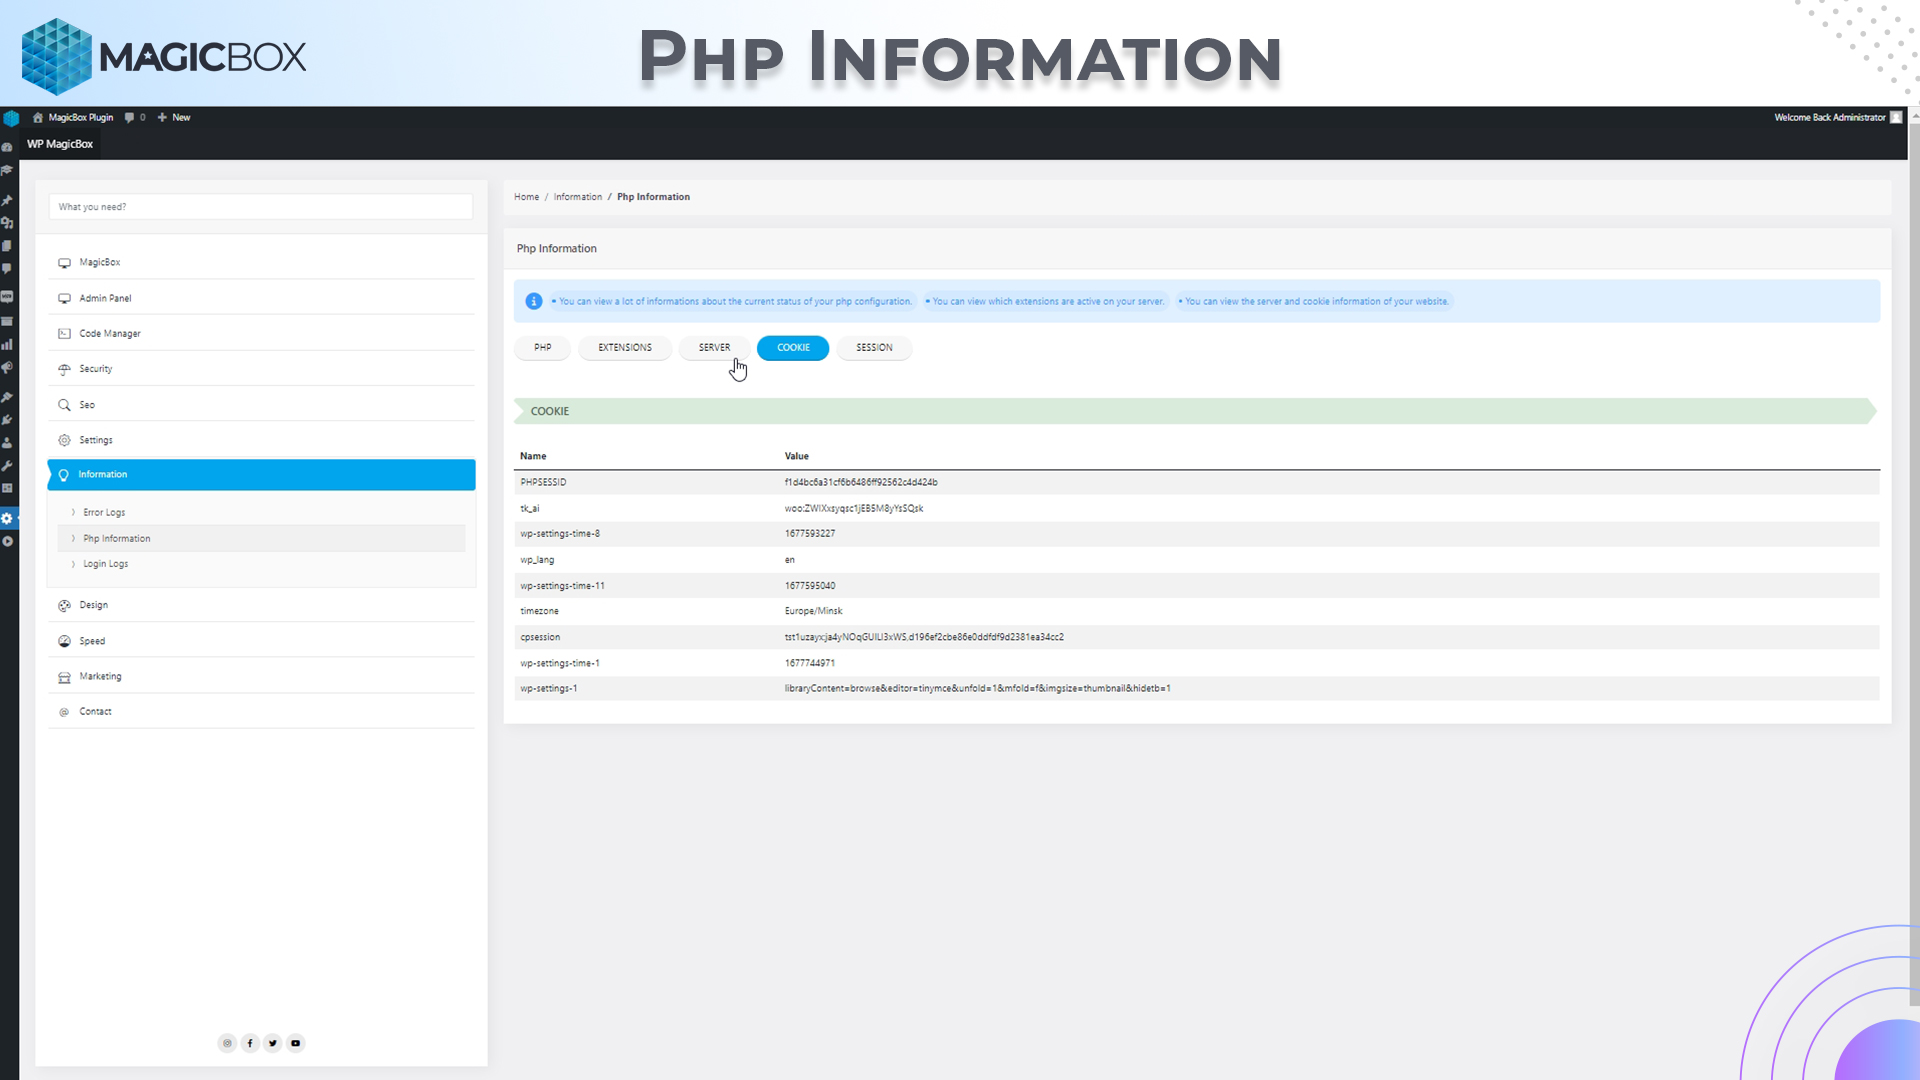 MAGICBOX
PHP INFORMATION
MagicBox Plugin 0 New
Welcome Back Administrator
WP MagicBox
What you need?
MagicBox
Admin Panel
Code Manager
Security
Seo
Settings
Information
Error Logs
Php Information
Login Logs
Design
Speed
Marketing
Contact
Home / Information / Php Information
Php Information
• You can view a lot of informations about the current status of your php configuration. • You can view which extensions are active on your server. • You can view the server and cookie information of your website.
PHP EXTENSIONS SERVER COOKIE SESSION
COOKIE
Name Value
PHPSESSID f1d4bc6a31cf6b6486ff92562c4d424b
tk_ai woo:ZWIXxsyqsc1jEB5M8yYsSQsk
wp-settings-time-8 1677593227
wp_lang en
wp-settings-time-11 1677595040
timezone Europe/Minsk
cpsession
wp-settings-time-1 1677744971
wp-settings-1 libraryContent=browse&editor=tinymce&unfold=1&mfold=f&imgsize=thumbnail&hidetb=1